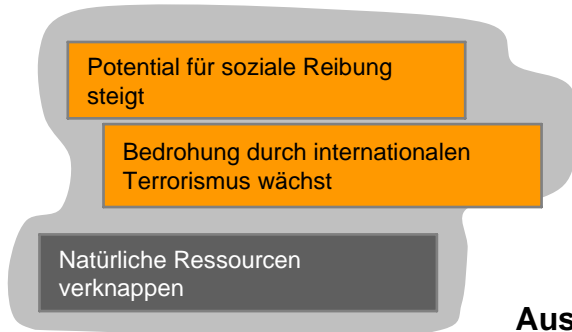 Potential für soziale Reibung
steigt
Bedrohung durch internationalen
Terrorismus wächst
Natürliche Ressourcen
verknappen
Aus